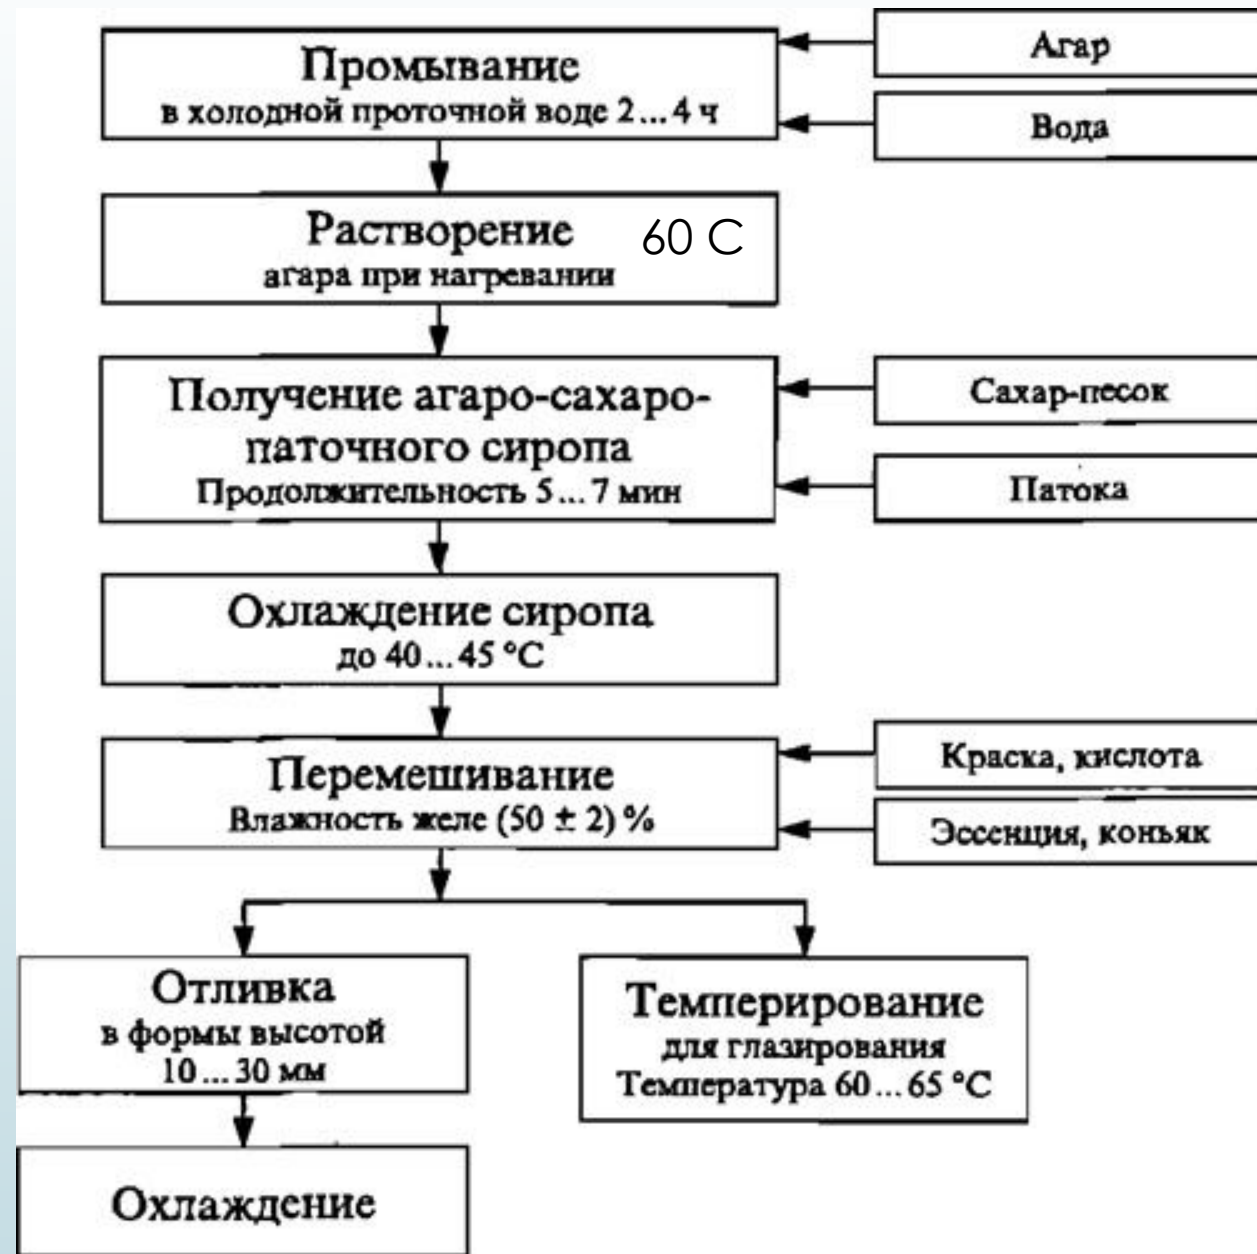 Промывание
в холодной проточной воде 2...4 ч
Агар
Вода
Растворение 60 С
агара при нагревании
Получение агаро-сахаро-
паточного сиропа
Продолжительность 5...7 мин
Сахар-песок
Патока
Охлаждение сиропа
до 40...45 °С
Перемешивание
Влажность желе (50 ± 2) %
Краска, кислота
Эссенция, коньяк
Отливка
в формы высотой
10...30 мм
Темперирование
для глазирования
Температура 60...65 °С
Охлаждение